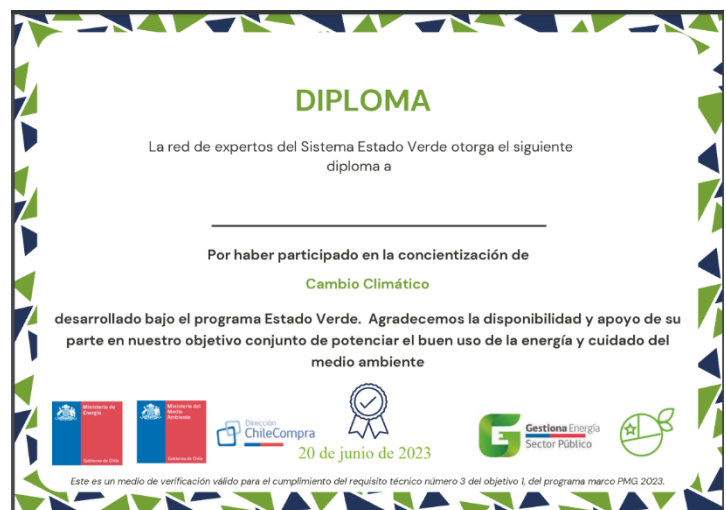 DIPLOMA
La red de expertos del Sistema Estado Verde otorga el siguiente
diploma a
Por haber participado en la concientización de
Cambio Climático
desarrollado bajo el programa Estado Verde. Agradecemos la disponibilidad y apoyo de su
parte en nuestro objetivo conjunto de potenciar el buen uso de la energía y cuidado del
medio ambiente
Ministerio de
Energía
Gobierno de Chile
Ministerio del
Medio
Ambiente
Gobierno de Chile
Dirección
ChileCompra
20 de junio de 2023
Gestiona Energía
Sector Público
Este es un medio de verificación válido para el cumplimiento del requisito técnico número 3 del objetivo 1, del programa marco PMG 2023.